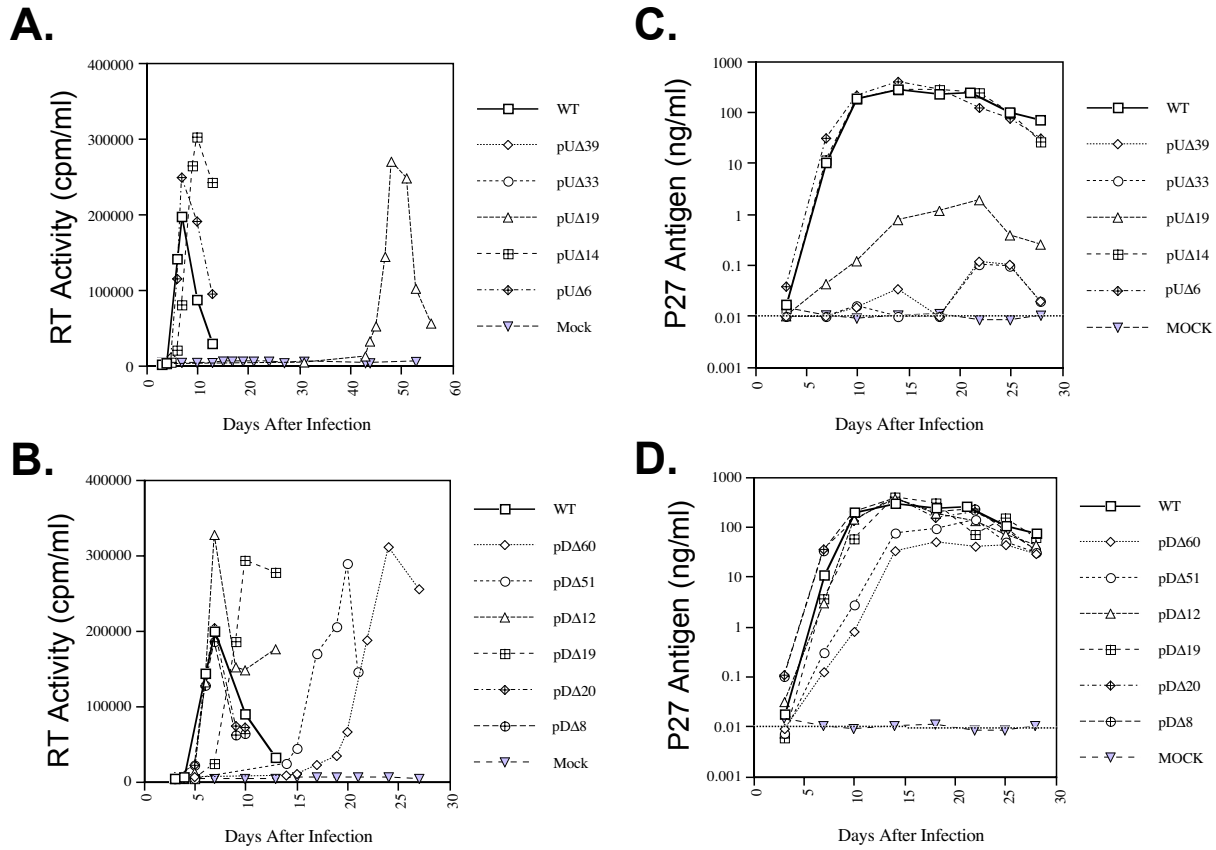 A.
RT Activity (cpm/ml)
400000
300000
200000
100000
0
0
10
20
30
40
50
60
Days After Infection
WT
pUΔ39
pUΔ33
pUΔ19
pUΔ14
pUΔ6
Mock
C.
P27 Antigen (ng/ml)
1000
100
10
1
0.1
0.01
0.001
0
5
10
15
20
25
30
Days After Infection
WT
pUΔ39
pUΔ33
pUΔ19
pUΔ14
pUΔ6
MOCK
B.
RT Activity (cpm/ml)
400000
300000
200000
100000
0
0
5
10
15
20
25
30
Days After Infection
WT
pDΔ60
pDΔ51
pDΔ12
pDΔ19
pDΔ20
pDΔ8
Mock
D.
P27 Antigen (ng/ml)
1000
100
10
1
0.1
0.01
0.001
0
5
10
15
20
25
30
Days After Infection
WT
pDΔ60
pDΔ51
pDΔ12
pDΔ19
pDΔ20
pDΔ8
MOCK